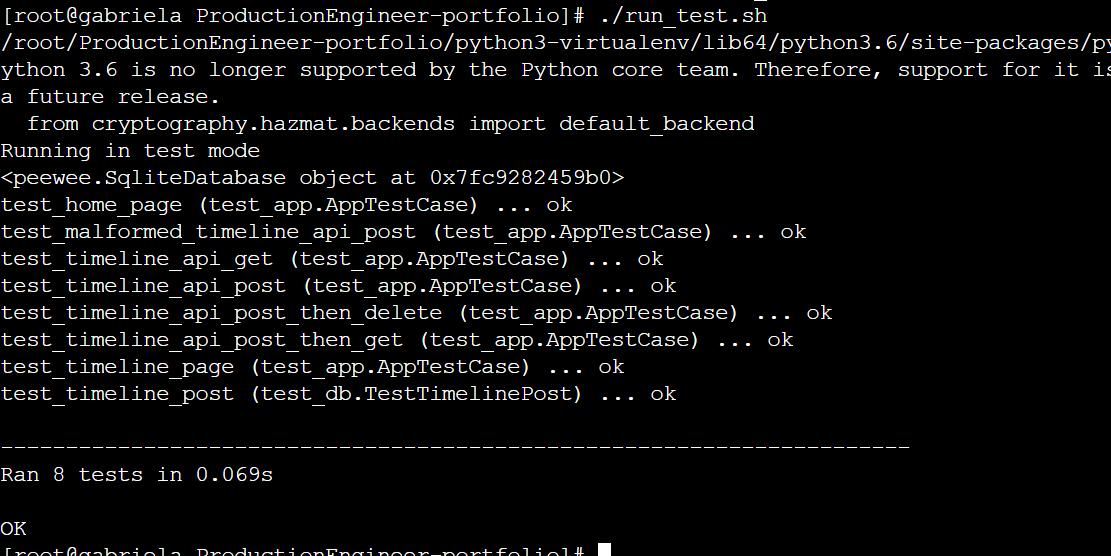 [root@gabriela ProductionEngineer-portfolio]# ./run_test.sh
/root/ProductionEngineer-portfolio/python3-virtualenv/lib64/python3.6/site-packages/py
ython 3.6 is no longer supported by the Python core team. Therefore, support for it is
a future release.
  from cryptography.hazmat.backends import default_backend
Running in test mode
<peewee.SqliteDatabase object at 0x7fc9282459b0>
test_home_page (test_app.AppTestCase) ... ok
test_malformed_timeline_api_post (test_app.AppTestCase) ... ok
test_timeline_api_get (test_app.AppTestCase) ... ok
test_timeline_api_post (test_app.AppTestCase) ... ok
test_timeline_api_post_then_delete (test_app.AppTestCase) ... ok
test_timeline_api_post_then_get (test_app.AppTestCase) ... ok
test_timeline_page (test_app.AppTestCase) ... ok
test_timeline_post (test_db.TestTimelinePost) ... ok

----------------------------------------------------------------------
Ran 8 tests in 0.069s

OK
[root@gabriela ProductionEngineer-portfolio]#